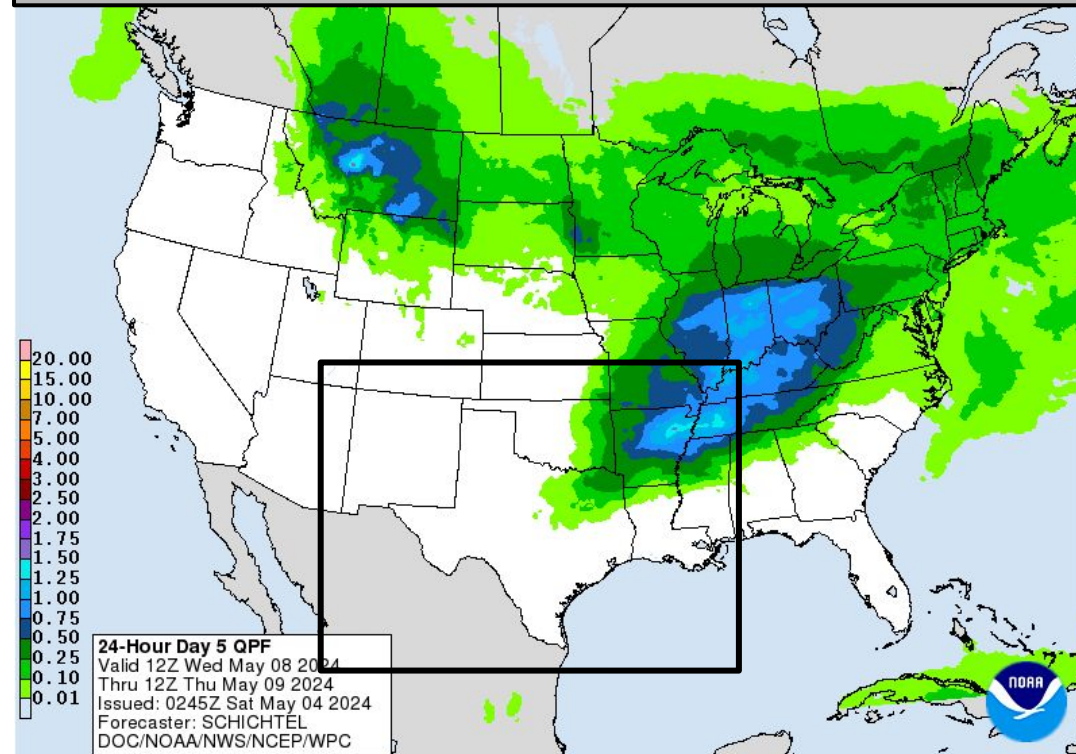 20.00
15.00
10.00
7.00
5.00
4.00
3.00
2.50
2.00
1.75
1.50
1.25
1.00
0.75
0.50
0.25
0.10
0.01
24-Hour Day 5 QPF
Valid 12Z Wed May 08 2024
Thru 12Z Thu May 09 2024
Issued: 0245Z Sat May 04 2024
Forecaster: SCHICHTEL
DOC/NOAA/NWS/NCEP/WPC
NOAA